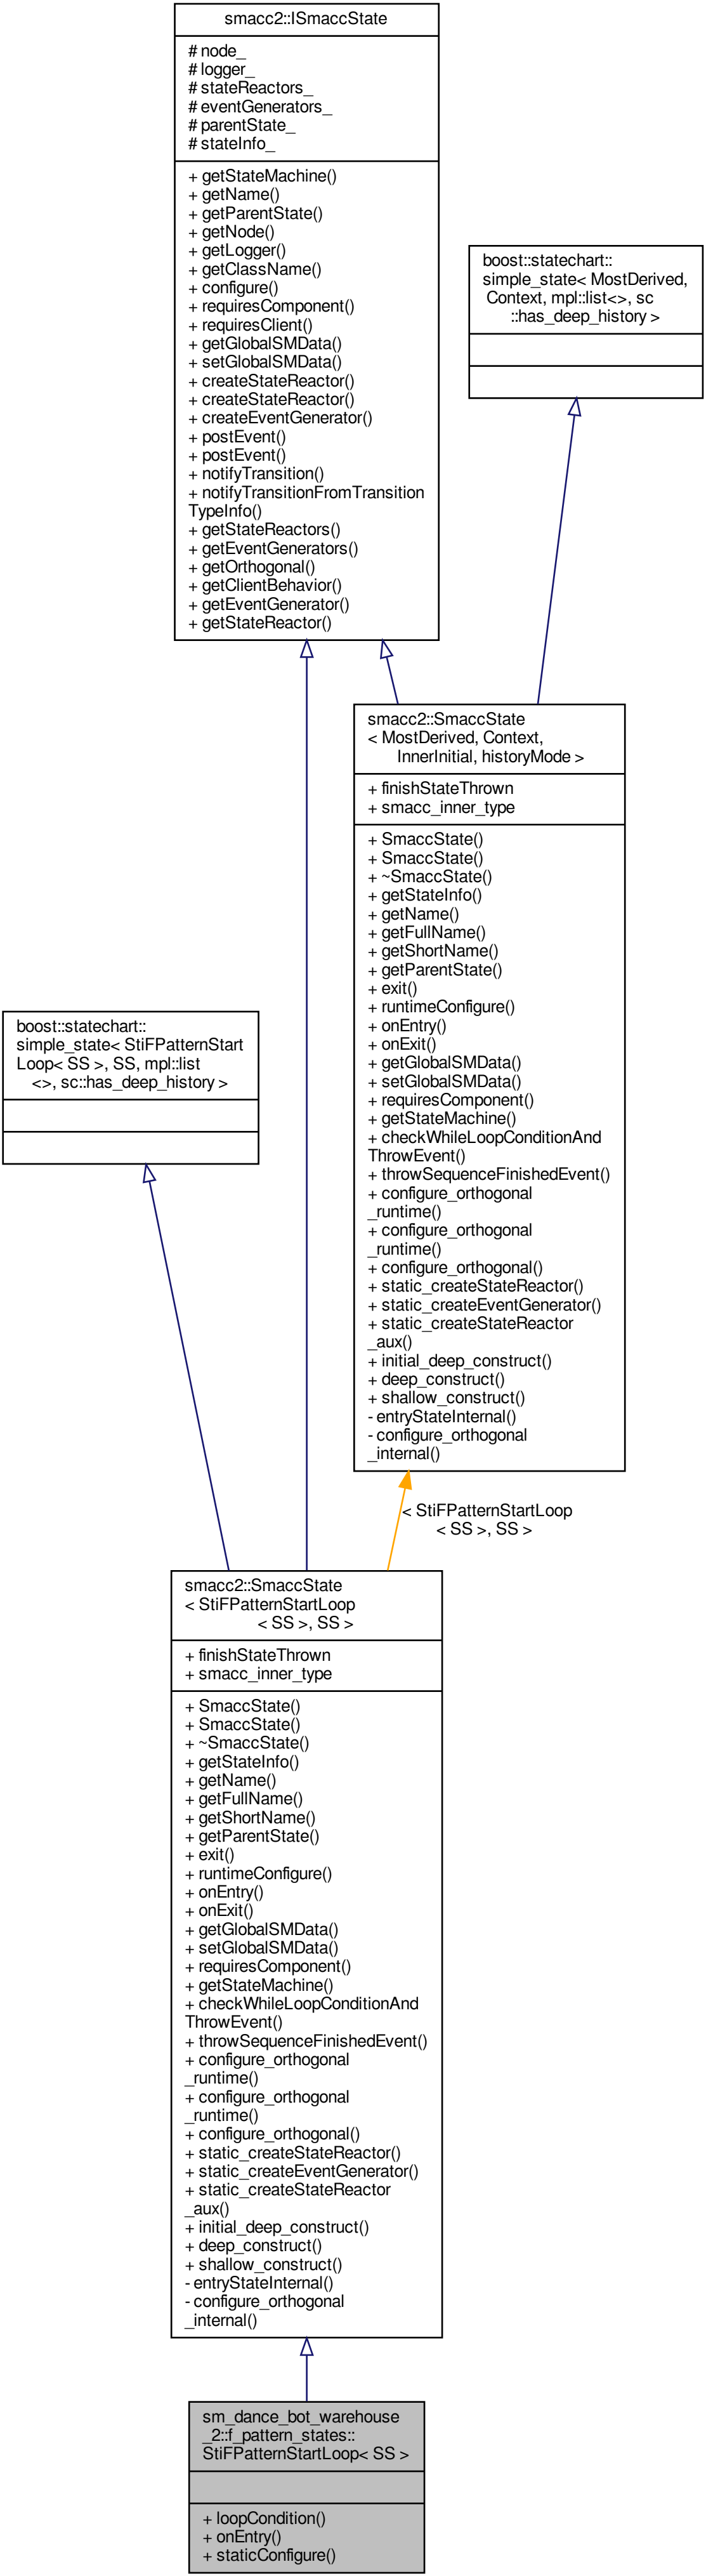 smacc2::ISmaccState
# node_
# logger_
# stateReactors_
# eventGenerators_
# parentState_
# stateInfo_
+ getStateMachine()
+ getName()
+ getParentState()
+ getNode()
+ getLogger()
+ getClassName()
+ configure()
+ requiresComponent()
+ requiresClient()
+ getGlobalSMData()
+ setGlobalSMData()
+ createStateReactor()
+ createStateReactor()
+ createEventGenerator()
+ postEvent()
+ postEvent()
+ notifyTransition()
+ notifyTransitionFromTransition
TypeInfo()
+ getStateReactors()
+ getEventGenerators()
+ getOrthogonal()
+ getClientBehavior()
+ getEventGenerator()
+ getStateReactor()
boost::statechart::
simple_state< MostDerived,
Context, mpl::list<>, sc
::has_deep_history >
smacc2::SmaccState
< MostDerived, Context,
InnerInitial, historyMode >
+ finishStateThrown
+ smacc_inner_type
+ SmaccState()
+ SmaccState()
+ ~SmaccState()
+ getStateInfo()
+ getName()
+ getFullName()
+ getShortName()
+ getParentState()
+ exit()
+ runtimeConfigure()
+ onEntry()
+ onExit()
+ getGlobalSMData()
+ setGlobalSMData()
+ requiresComponent()
+ getStateMachine()
+ checkWhileLoopConditionAnd
ThrowEvent()
+ throwSequenceFinishedEvent()
+ configure_orthogonal
_runtime()
+ configure_orthogonal
_runtime()
+ configure_orthogonal()
+ static_createStateReactor()
+ static_createEventGenerator()
+ static_createStateReactor
_aux()
+ initial_deep_construct()
+ deep_construct()
+ shallow_construct()
- entryStateInternal()
- configure_orthogonal
_internal()
boost::statechart::
simple_state< StiFPatternStart
Loop< SS >, SS, mpl::list
<>, sc::has_deep_history >
< StiFPatternStartLoop
< SS >, SS >
smacc2::SmaccState
< StiFPatternStartLoop
< SS >, SS >
+ finishStateThrown
+ smacc_inner_type
+ SmaccState()
+ SmaccState()
+ ~SmaccState()
+ getStateInfo()
+ getName()
+ getFullName()
+ getShortName()
+ getParentState()
+ exit()
+ runtimeConfigure()
+ onEntry()
+ onExit()
+ getGlobalSMData()
+ setGlobalSMData()
+ requiresComponent()
+ getStateMachine()
+ checkWhileLoopConditionAnd
ThrowEvent()
+ throwSequenceFinishedEvent()
+ configure_orthogonal
_runtime()
+ configure_orthogonal
_runtime()
+ configure_orthogonal()
+ static_createStateReactor()
+ static_createEventGenerator()
+ static_createStateReactor
_aux()
+ initial_deep_construct()
+ deep_construct()
+ shallow_construct()
- entryStateInternal()
- configure_orthogonal
_internal()
sm_dance_bot_warehouse
_2::f_pattern_states::
StiFPatternStartLoop< SS >
+ loopCondition()
+ onEntry()
+ staticConfigure()